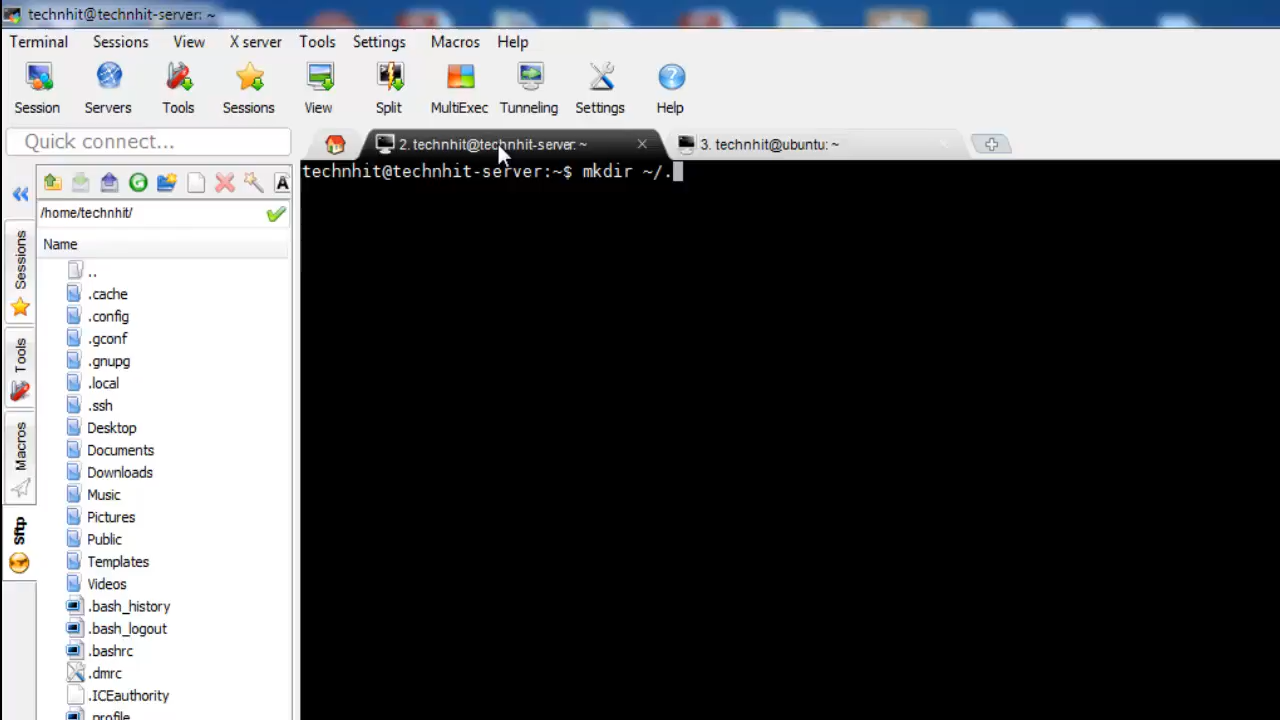 technhit@technhit-server: ~
Terminal Sessions View X server Tools Settings Macros Help
Session Servers Tools Sessions View Split MultiExec Tunneling Settings Help
Quick connect...
2. technhit@technhit-server: ~
3. technhit@ubuntu: ~
technhit@technhit-server:~$ mkdir ~/.
A
/home/technhit/
Name
Sessions
Tools
Macros
Sftp
..
.cache
.config
.gconf
.gnupg
.local
.ssh
Desktop
Documents
Downloads
Music
Pictures
Public
Templates
Videos
.bash_history
.bash_logout
.bashrc
.dmrc
.ICEauthority
.profile